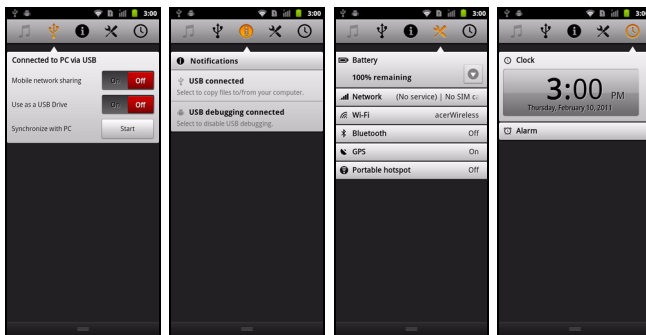 3:00
Connected to PC via USB
Mobile network sharing On Off
Use as a USB Drive On Off
Synchronize with PC Start
3:00
Notifications
USB connected
Select to copy files to/from your computer.
USB debugging connected
Select to disable USB debugging.
3:00
Battery
100% remaining
Network (No service) | No SIM ca
Wi-Fi acerWireless
Bluetooth Off
GPS On
Portable hotspot Off
3:00
Clock
3:00 PM
Thursday, February 10, 2011
Alarm